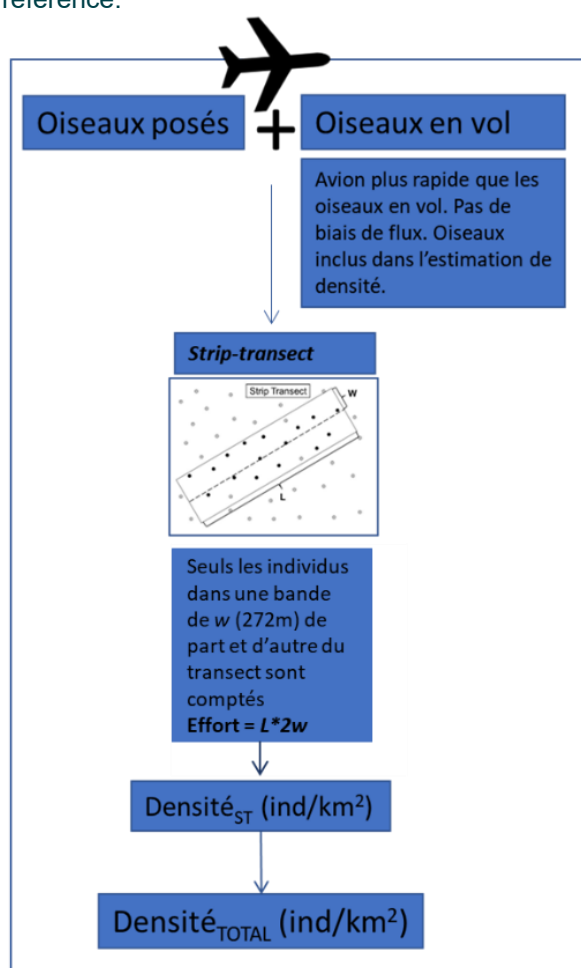 référence.
Oiseaux posés + Oiseaux en vol
Avion plus rapide que les
oiseaux en vol. Pas de
biais de flux. Oiseaux
inclus dans l'estimation de
densité.
Strip-transect
Strip Transect
W
L
Seuls les individus
dans une bande
de w (272m) de
part et d'autre du
transect sont
comptés
Effort = L*2w
Densité_ST (ind/km²)
Densité_TOTAL (ind/km²)